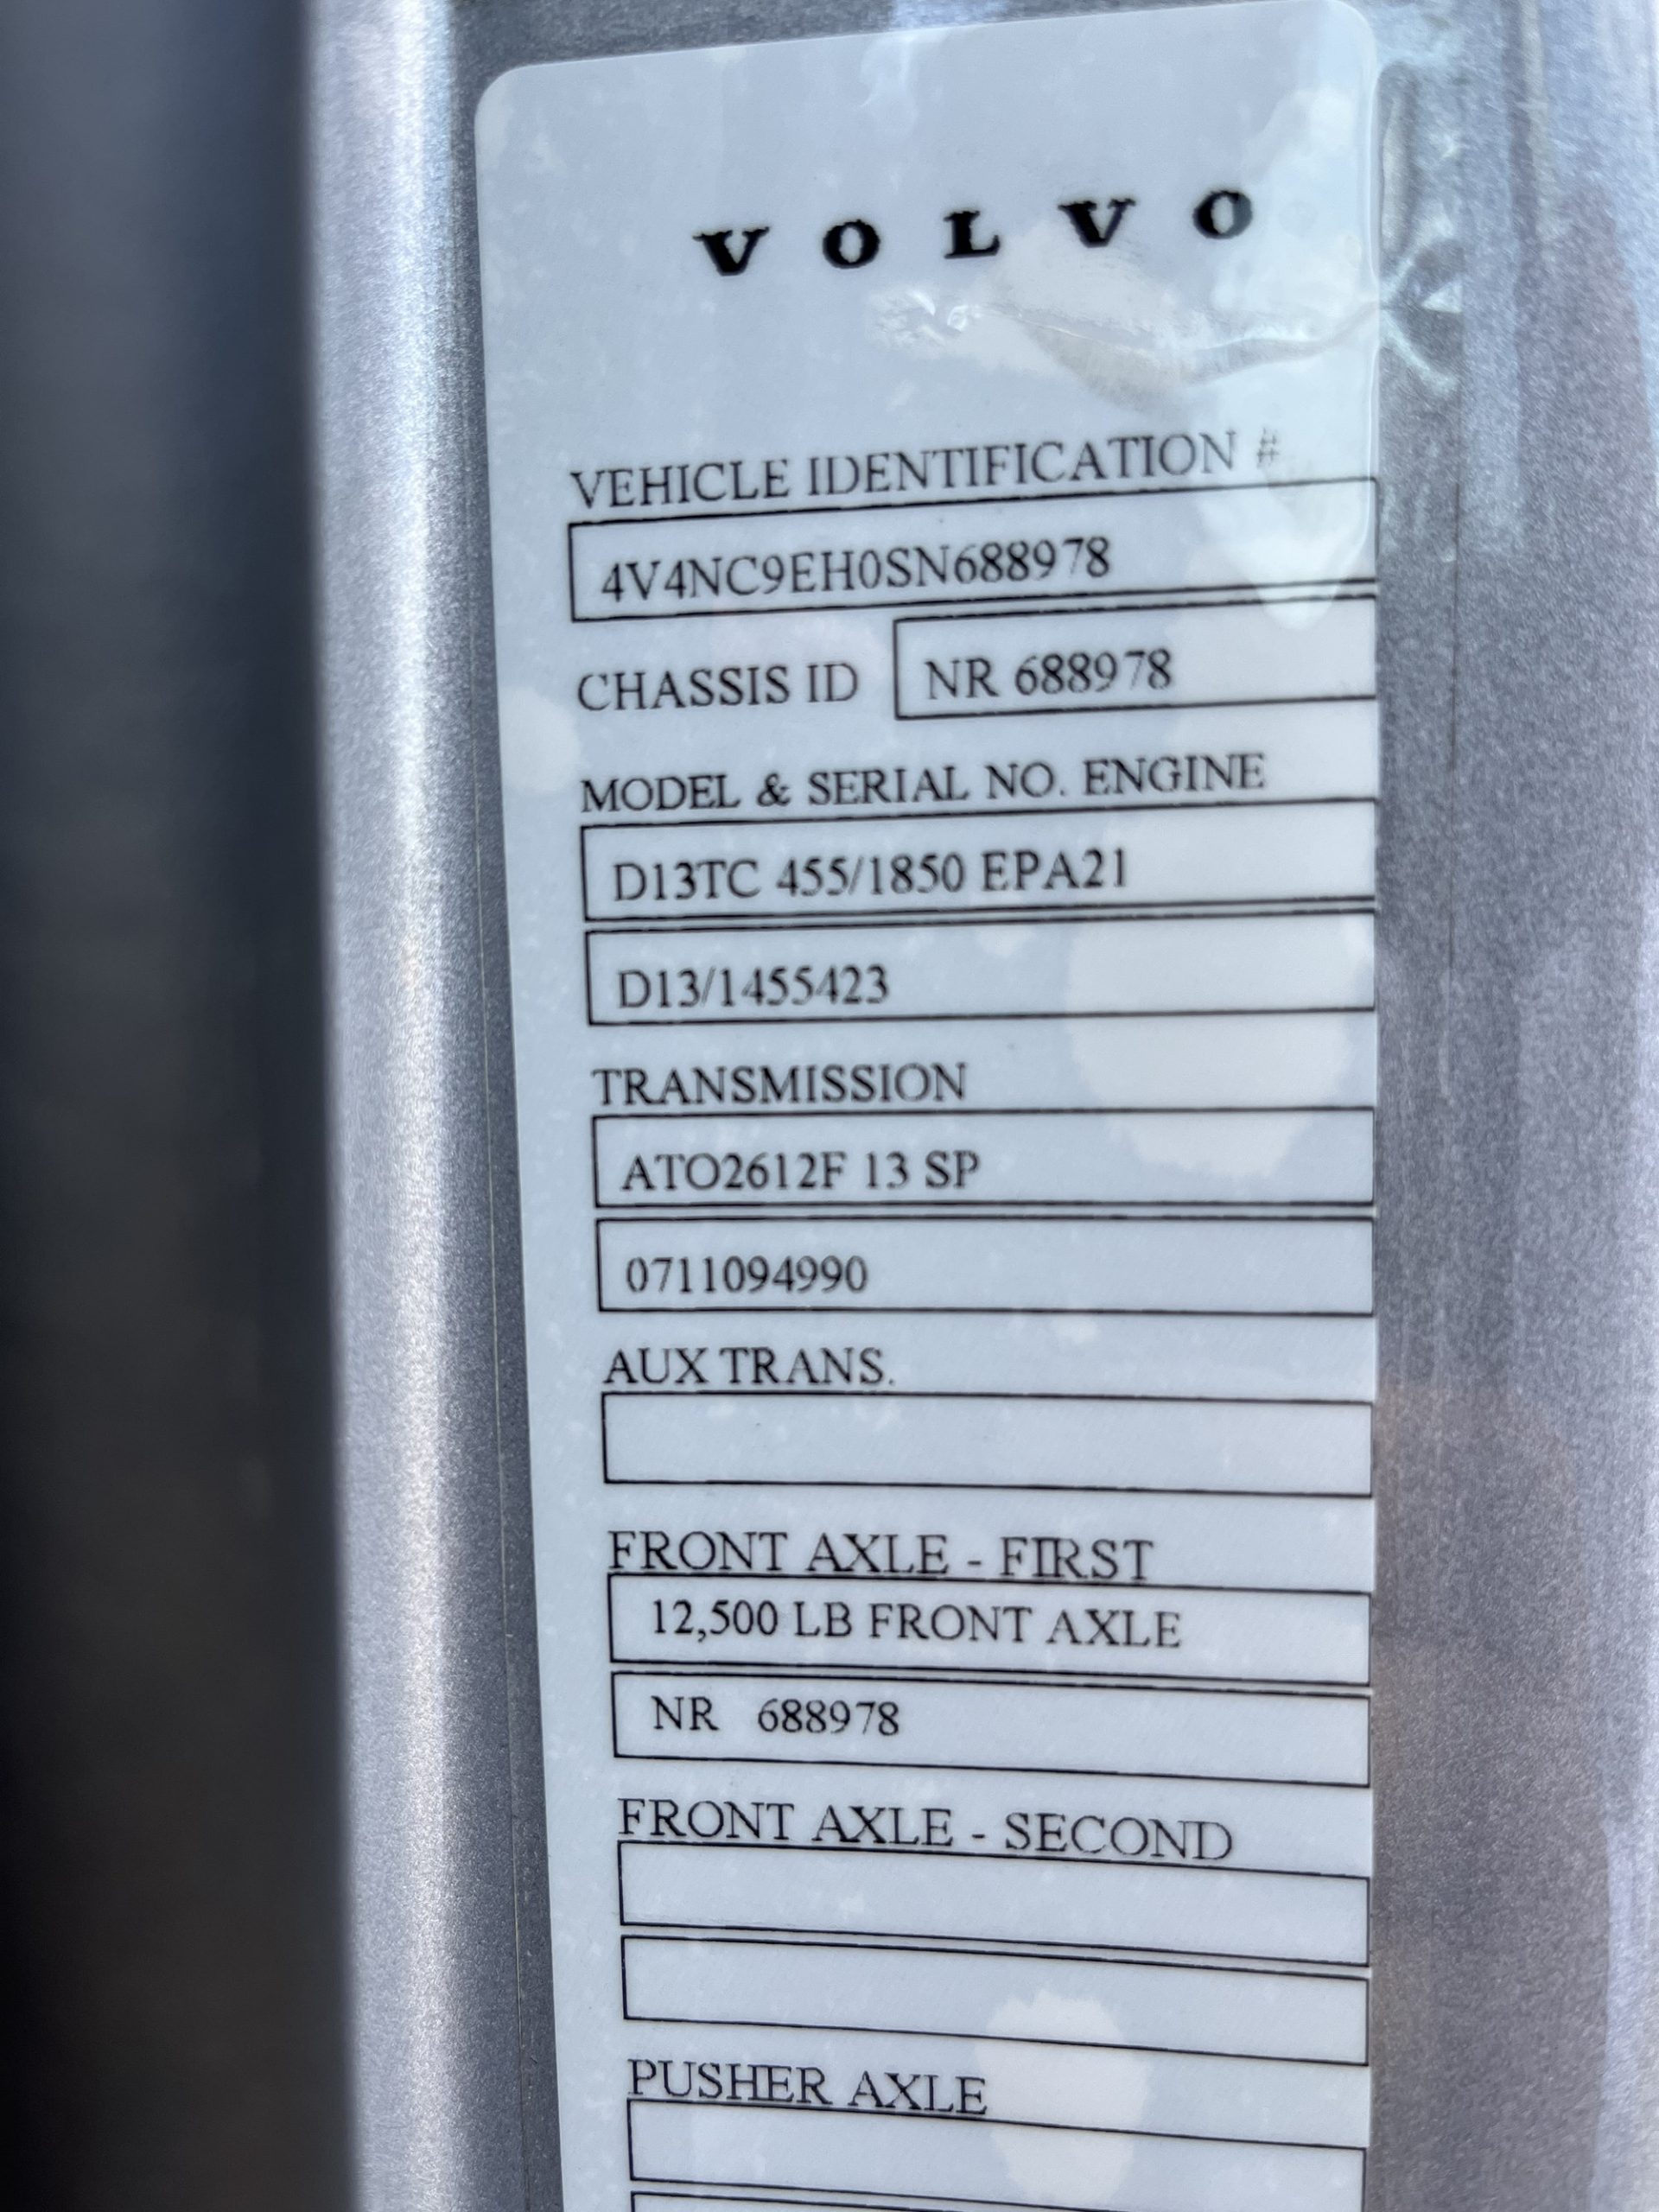 VOLVO
VEHICLE IDENTIFICATION #
4V4NC9EH0SN688978
CHASSIS ID NR 688978
MODEL & SERIAL NO. ENGINE
D13TC 455/1850 EPA21
D13/1455423
TRANSMISSION
ATO2612F 13 SP
0711094990
AUX TRANS.
FRONT AXLE - FIRST
12,500 LB FRONT AXLE
NR 688978
FRONT AXLE - SECOND
PUSHER AXLE